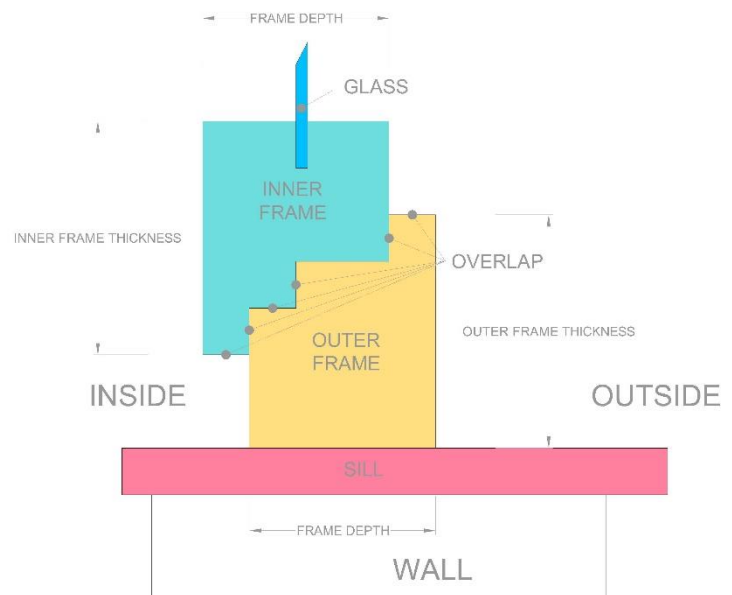 FRAME DEPTH
GLASS
INNER
FRAME
INNER FRAME THICKNESS
OVERLAP
OUTER FRAME THICKNESS
OUTER
FRAME
INSIDE
OUTSIDE
SILL
FRAME DEPTH
WALL